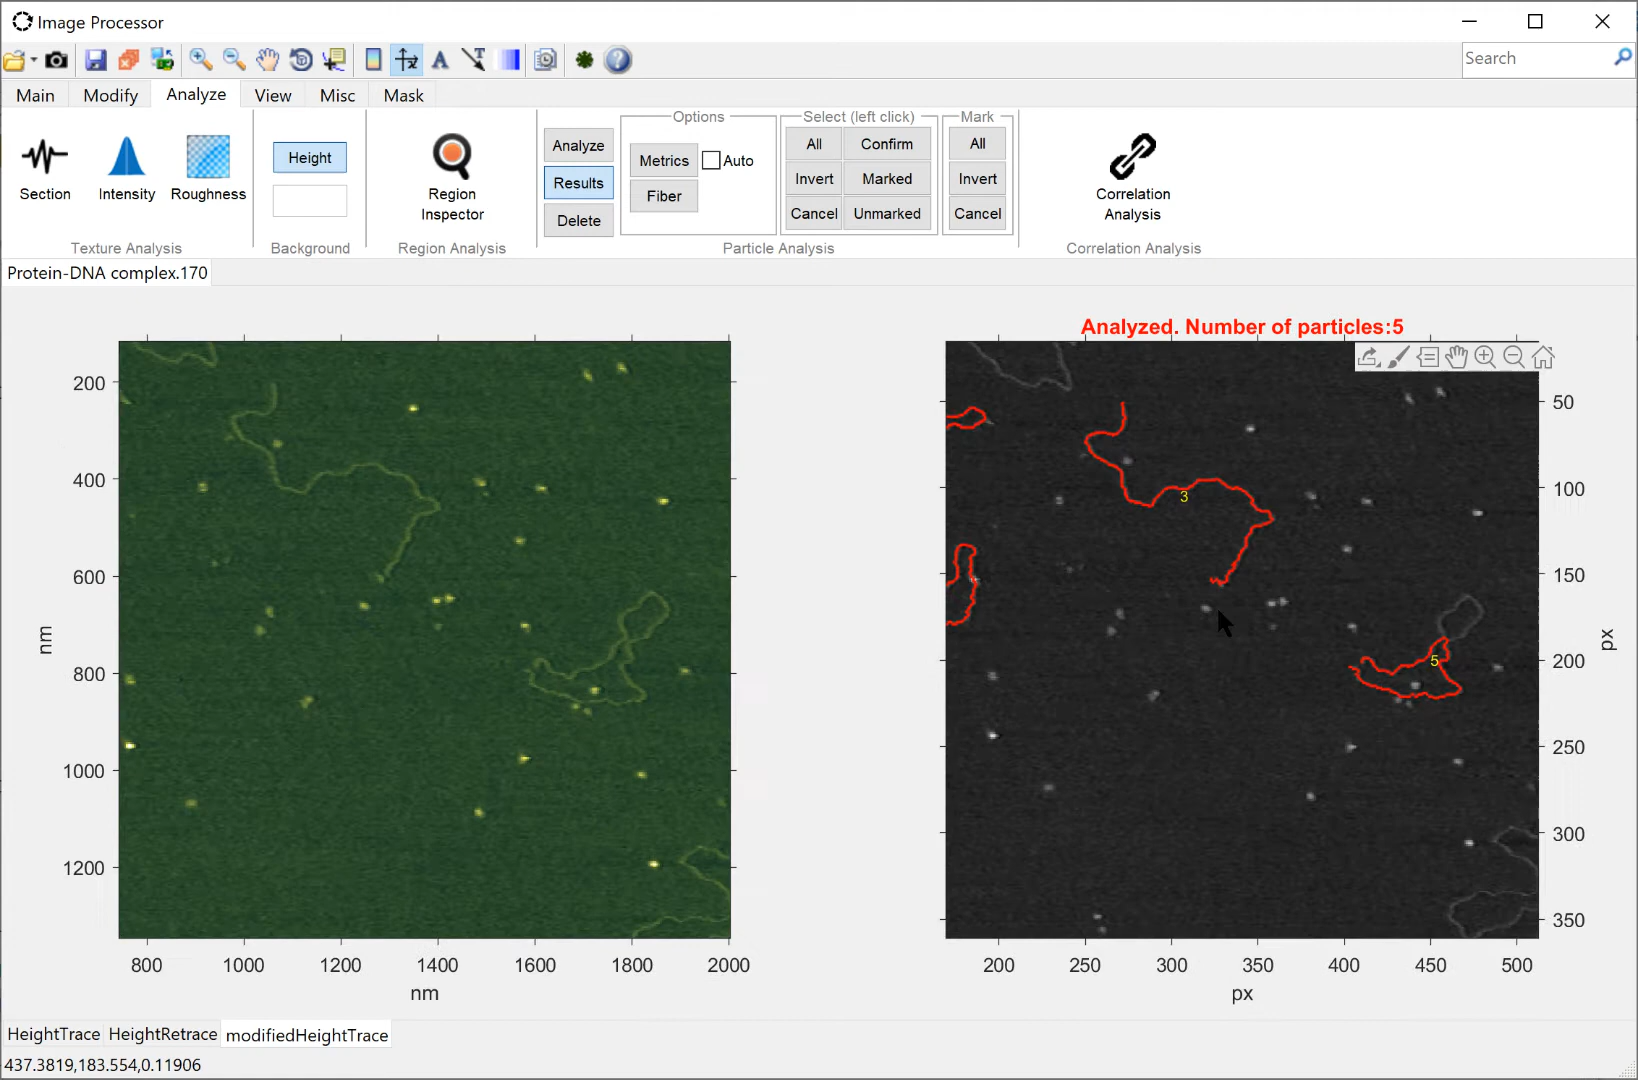 Image Processor
Search
Main Modify Analyze View Misc Mask
Section
Intensity
Roughness
Texture Analysis
Height
Background
Region
Inspector
Region Analysis
Analyze
Results
Delete
Options
Metrics Auto
Fiber
Select (left click)
All Confirm
Invert Marked
Cancel Unmarked
Mark
All
Invert
Cancel
Particle Analysis
Correlation
Analysis
Correlation Analysis
Protein-DNA complex.170
200
400
600
800
1000
1200
nm
800 1000 1200 1400 1600 1800 2000
nm
Analyzed. Number of particles:5
3
5
50
100
150
200
250
300
350
px
200 250 300 350 400 450 500
px
HeightTrace HeightRetrace modifiedHeightTrace
437.3819,183.554,0.11906